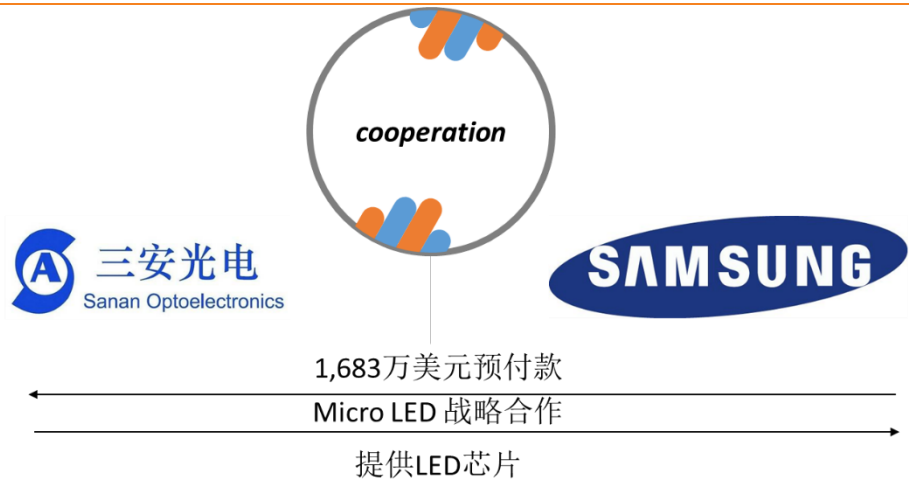 cooperation
三安光电
Sanan Optoelectronics
SAMSUNG
1,683万美元预付款
Micro LED 战略合作
提供LED芯片